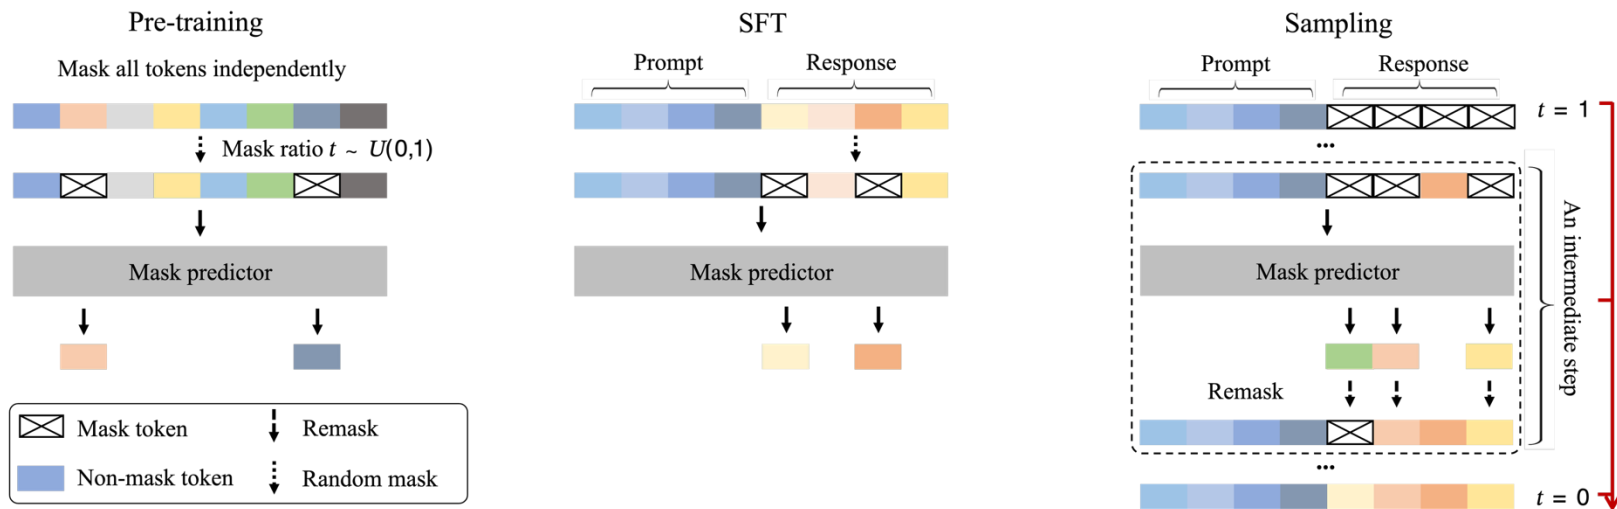 Pre-training
Mask all tokens independently
Mask ratio t ~ U(0,1)
Mask predictor
Mask token
Remask
Non-mask token
Random mask
SFT
Prompt
Response
Mask predictor
Sampling
Prompt
Response
t = 1
...
Mask predictor
Remask
An intermediate step
...
t = 0